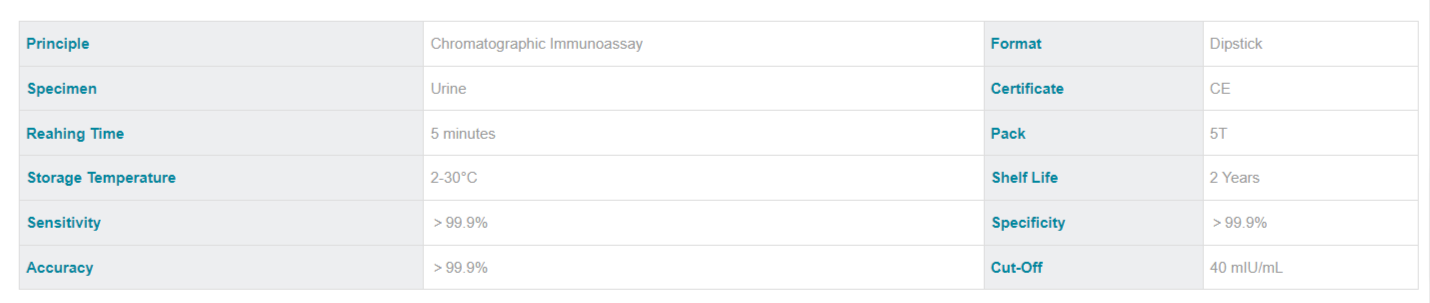 Principle Chromatographic Immunoassay Format Dipstick
Specimen Urine Certificate CE
Reahing Time 5 minutes Pack 5T
Storage Temperature 2-30°C Shelf Life 2 Years
Sensitivity > 99.9% Specificity > 99.9%
Accuracy > 99.9% Cut-Off 40 mIU/mL